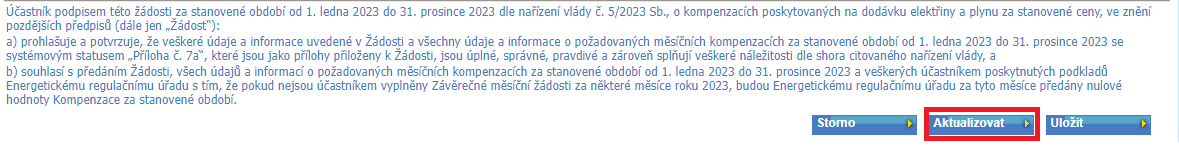 Účastník podpisem této žádosti za stanovené období od 1. ledna 2023 do 31. prosince 2023 dle nařízení vlády č. 5/2023 Sb., o kompenzacích poskytovaných na dodávku elektřiny a plynu za stanovené ceny, ve znění
pozdějších předpisů (dále jen „Žádost"):
a) prohlašuje a potvrzuje, že veškeré údaje a informace uvedené v Žádosti a všechny údaje a informace o požadovaných měsíčních kompenzacích za stanovené období od 1. ledna 2023 do 31. prosince 2023 se
systémovým statusem „Příloha č. 7a", které jsou jako přílohy přiloženy k Žádosti, jsou úplné, správné, pravdivé a zároveň splňují veškeré náležitosti dle shora citovaného nařízení vlády, a
b) souhlasí s předáním Žádosti, všech údajů a informací o požadovaných měsíčních kompenzacích za stanovené období od 1. ledna 2023 do 31. prosince 2023 a veškerých účastníkem poskytnutých podkladů
Energetickému regulačnímu úřadu s tím, že pokud nejsou účastníkem vyplněny Závěrečné měsíční žádosti za některé měsíce roku 2023, budou Energetickému regulačnímu úřadu za tyto měsíce předány nulové
hodnoty Kompenzace za stanovené období.
Storno Aktualizovat Uložit